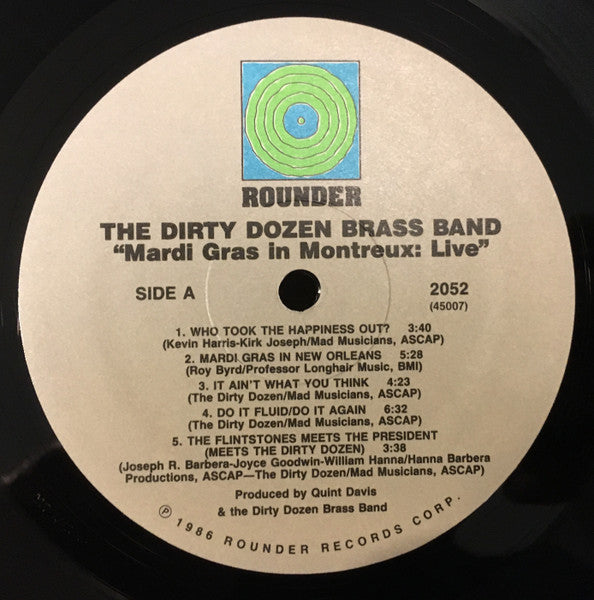 ROUNDER
THE DIRTY DOZEN BRASS BAND
"Mardi Gras in Montreux: Live"
SIDE A
2052
(45007)
1. WHO TOOK THE HAPPINESS OUT? 3:40
(Kevin Harris-Kirk Joseph/Mad Musicians, ASCAP)
2. MARDI GRAS IN NEW ORLEANS 5:28
(Roy Byrd/Professor Longhair Music, BMI)
3. IT AIN'T WHAT YOU THINK 4:23
(The Dirty Dozen/Mad Musicians, ASCAP)
4. DO IT FLUID/DO IT AGAIN 6:32
(The Dirty Dozen/Mad Musicians, ASCAP)
5. THE FLINTSTONES MEETS THE PRESIDENT
(MEETS THE DIRTY DOZEN) 3:38
(Joseph R. Barbera-Joyce Goodwin-William Hanna/Hanna Barbera
Productions, ASCAP—The Dirty Dozen/Mad Musicians, ASCAP)
Produced by Quint Davis
& the Dirty Dozen Brass Band
℗ 1986 ROUNDER RECORDS CORP.